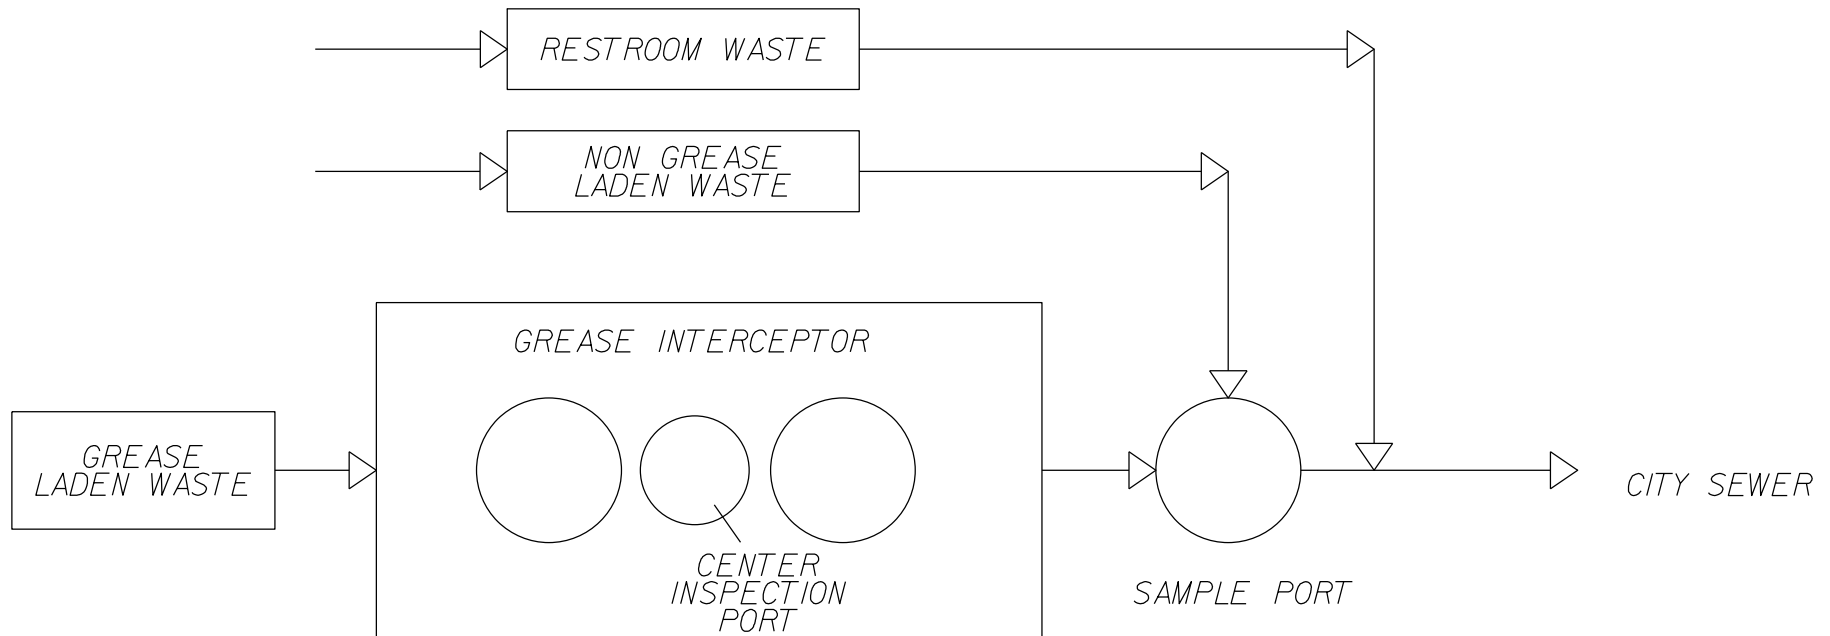 RESTROOM WASTE
NON GREASE
LADEN WASTE
GREASE INTERCEPTOR
GREASE
LADEN WASTE
CITY SEWER
CENTER
INSPECTION
PORT
SAMPLE PORT